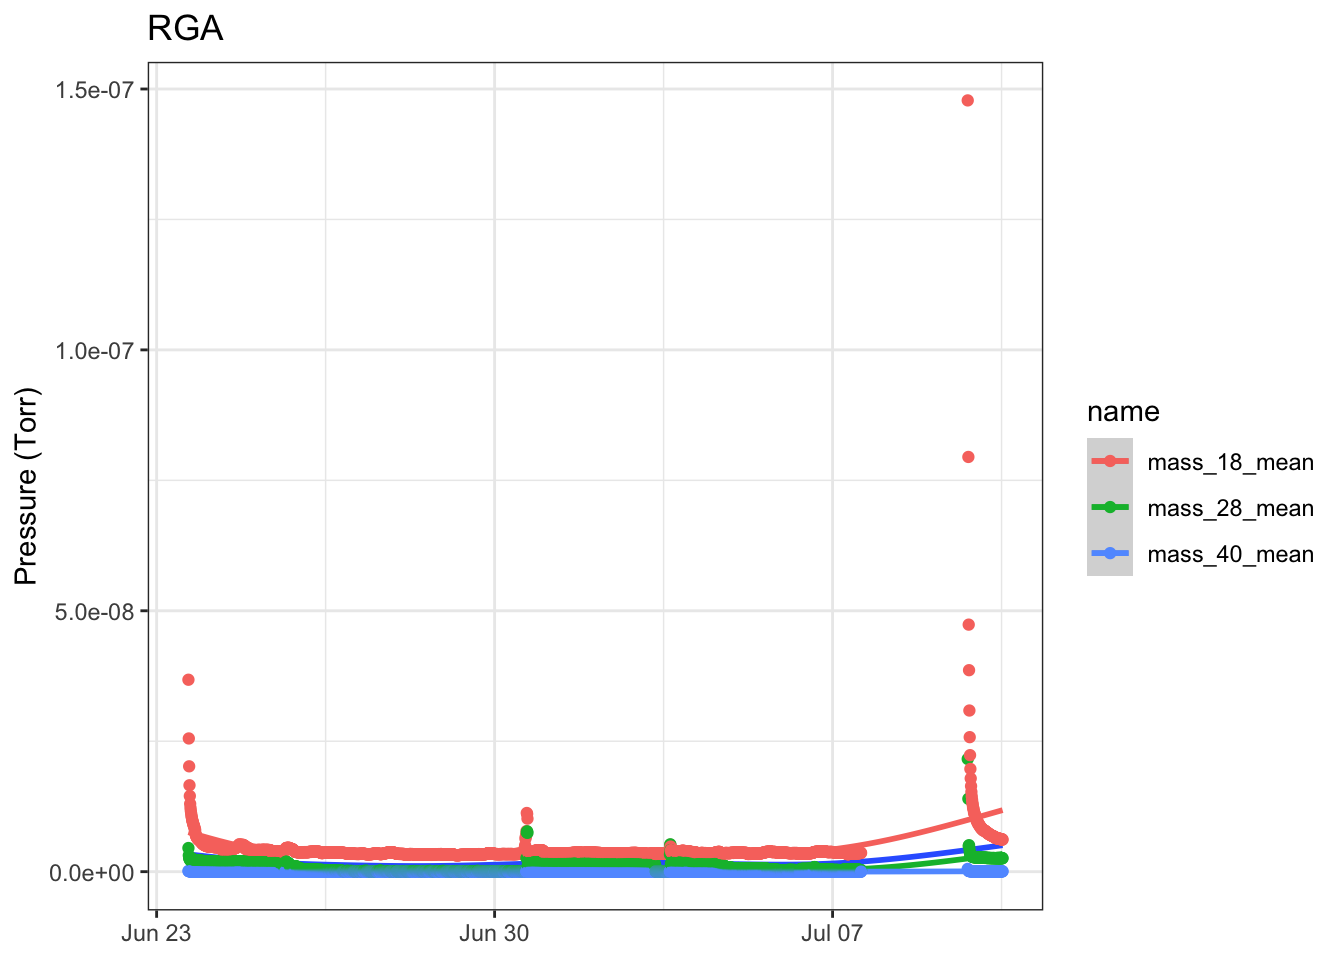 RGA
1.5e-07
1.0e-07
5.0e-08
0.0e+00
Pressure (Torr)
Jun 23
Jun 30
Jul 07
name
mass_18_mean
mass_28_mean
mass_40_mean